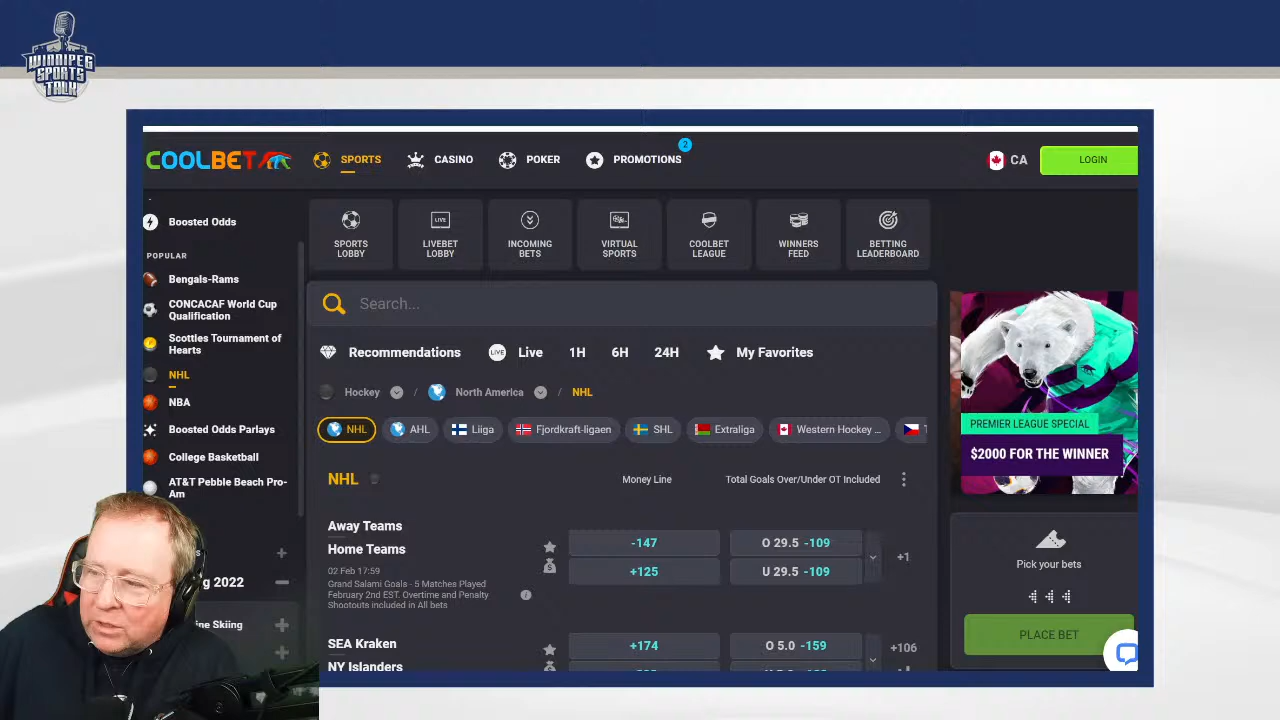 WINNIPEG
SPORTS
TALK
COOLBET
SPORTS
CASINO
POKER
PROMOTIONS
2
CA
LOGIN
Boosted Odds
POPULAR
Bengals-Rams
CONCACAF World Cup
Qualification
Scotties Tournament of
Hearts
NHL
NBA
Boosted Odds Parlays
College Basketball
AT&T Pebble Beach Pro-
Am
g 2022
ine Skiing
SPORTS
LOBBY
LIVE
LIVEBET
LOBBY
INCOMING
BETS
VIRTUAL
SPORTS
COOLBET
LEAGUE
WINNERS
FEED
BETTING
LEADERBOARD
Search...
Recommendations
LIVE
Live
1H
6H
24H
My Favorites
Hockey / North America / NHL
NHL
AHL
Liiga
Fjordkraft-ligaen
SHL
Extraliga
Western Hockey ...
NHL
Money Line
Total Goals Over/Under OT Included
Away Teams
Home Teams
02 Feb 17:59
Grand Salami Goals - 5 Matches Played
February 2nd EST. Overtime and Penalty
Shootouts included in All bets
-147
+125
O 29.5 -109
U 29.5 -109
+1
SEA Kraken
NY Islanders
+174
O 5.0 -159
+106
PREMIER LEAGUE SPECIAL
$2000 FOR THE WINNER
Pick your bets
PLACE BET